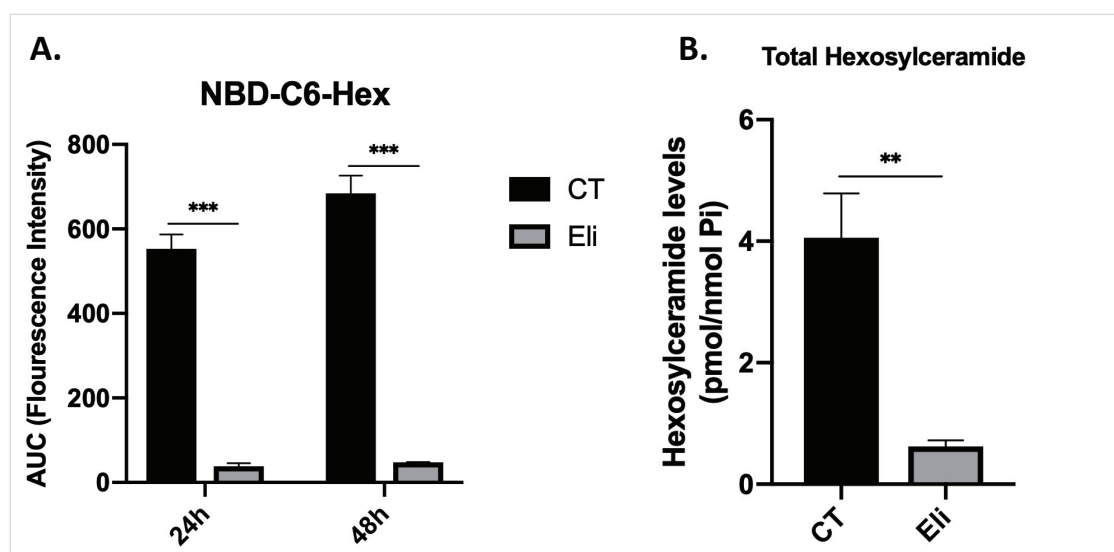 A.
NBD-C6-Hex
AUC (Flourescence Intensity)
800
600
400
200
0
***
***
24h
48h
CT
Eli
B.
Total Hexosylceramide
Hexosylceramide levels
(pmol/nmol Pi)
6
4
2
0
**
CT
Eli